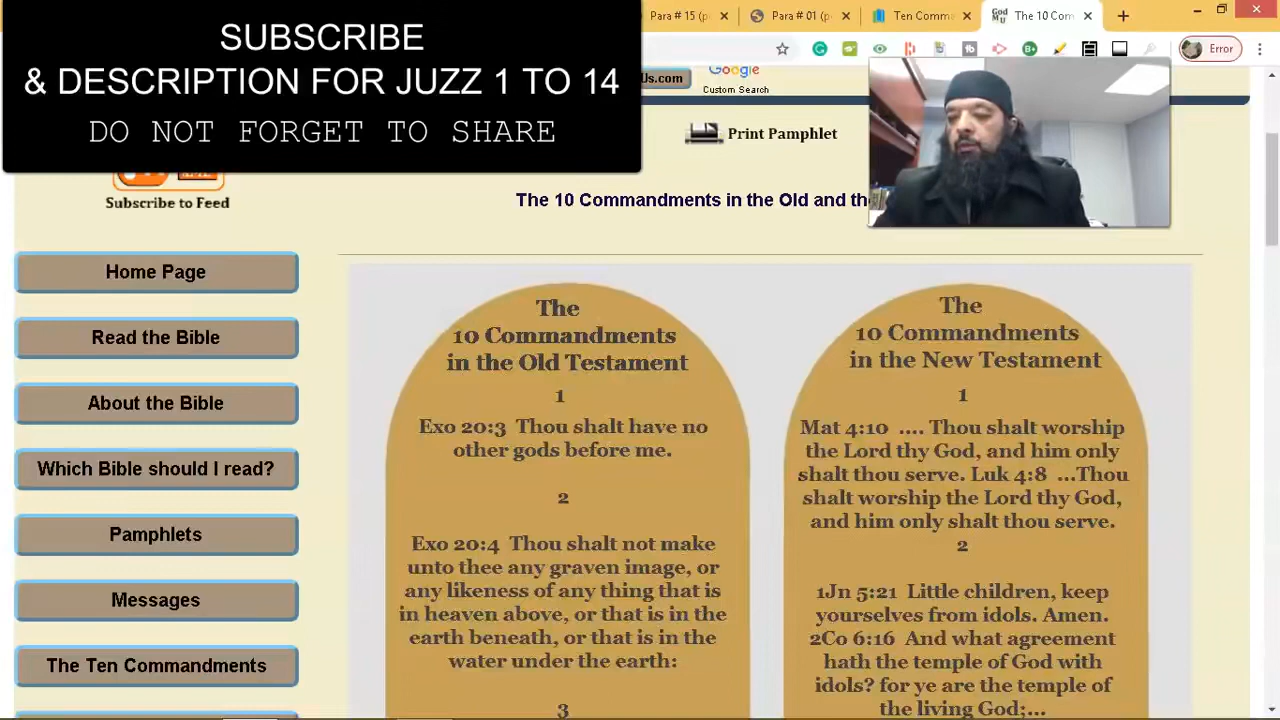 SUBSCRIBE
& DESCRIPTION FOR JUZZ 1 TO 14
DO NOT FORGET TO SHARE
Para # 15 (p
Para # 01 (p
Ten Comma
The 10 Com
Error
Us.com
Google
Custom Search
Print Pamphlet
Subscribe to Feed
The 10 Commandments in the Old and th
Home Page
Read the Bible
About the Bible
Which Bible should I read?
Pamphlets
Messages
The Ten Commandments
The
10 Commandments
in the Old Testament
1
Exo 20:3 Thou shalt have no
other gods before me.
2
Exo 20:4 Thou shalt not make
unto thee any graven image, or
any likeness of any thing that is
in heaven above, or that is in the
earth beneath, or that is in the
water under the earth:
3
The
10 Commandments
in the New Testament
1
Mat 4:10 .... Thou shalt worship
the Lord thy God, and him only
shalt thou serve. Luk 4:8 ...Thou
shalt worship the Lord thy God,
and him only shalt thou serve.
2
1Jn 5:21 Little children, keep
yourselves from idols. Amen.
2Co 6:16 And what agreement
hath the temple of God with
idols? for ye are the temple of
the living God;...